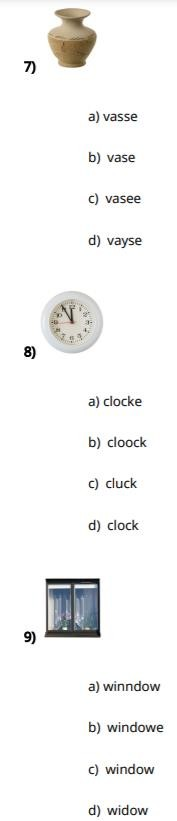 7)
a) vasse
b) vase
c) vasee
d) vayse
8)
a) clocke
b) cloock
c) cluck
d) clock
9)
a) winndow
b) windowe
c) window
d) widow